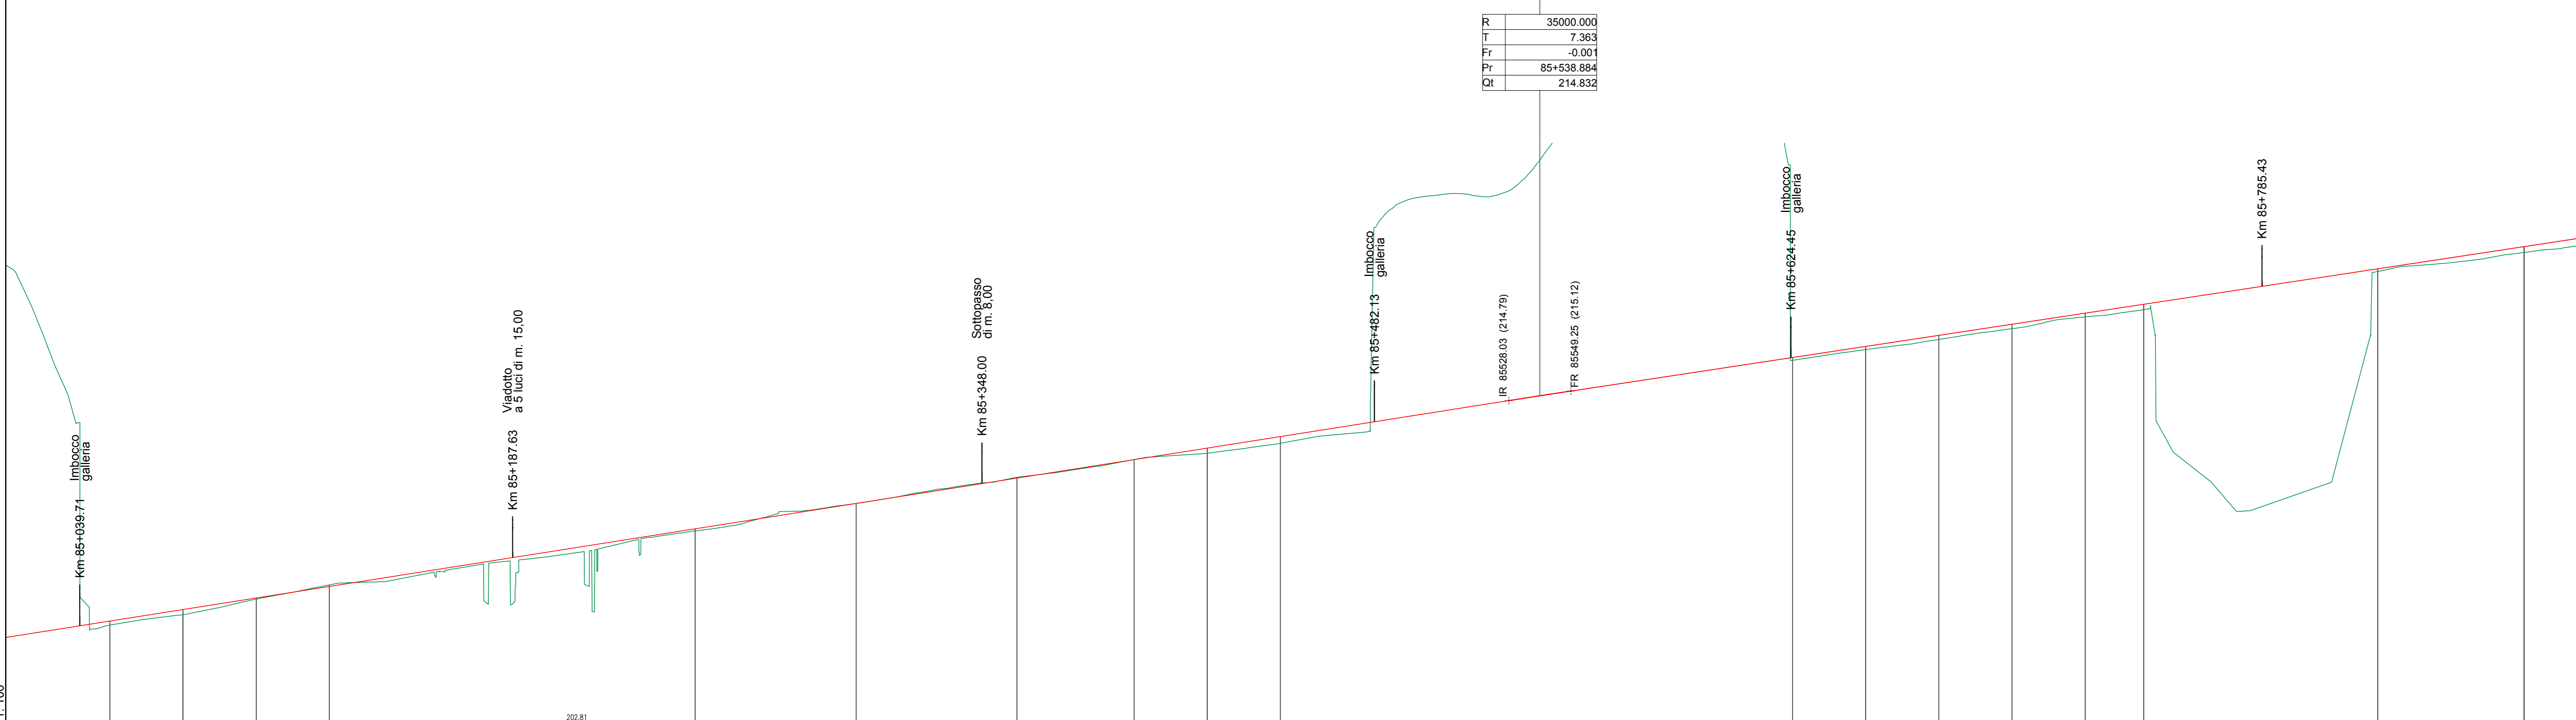 R 35000.000
T 7.363
Fr -0.001
Pr 85+538.884
Qt 214.832
Km 85+039.71
Imbocco
galleria
Km 85+187.63
Viadotto
a 5 luci di m. 15,00
Km 85+348.00
Sottopasso
di m. 8,00
Km 85+482.13
Imbocco
galleria
IR 85528.03 (214.79)
FR 85549.25 (215.12)
Km 85+624.45
Imbocco
galleria
Km 85+785.43
202.81